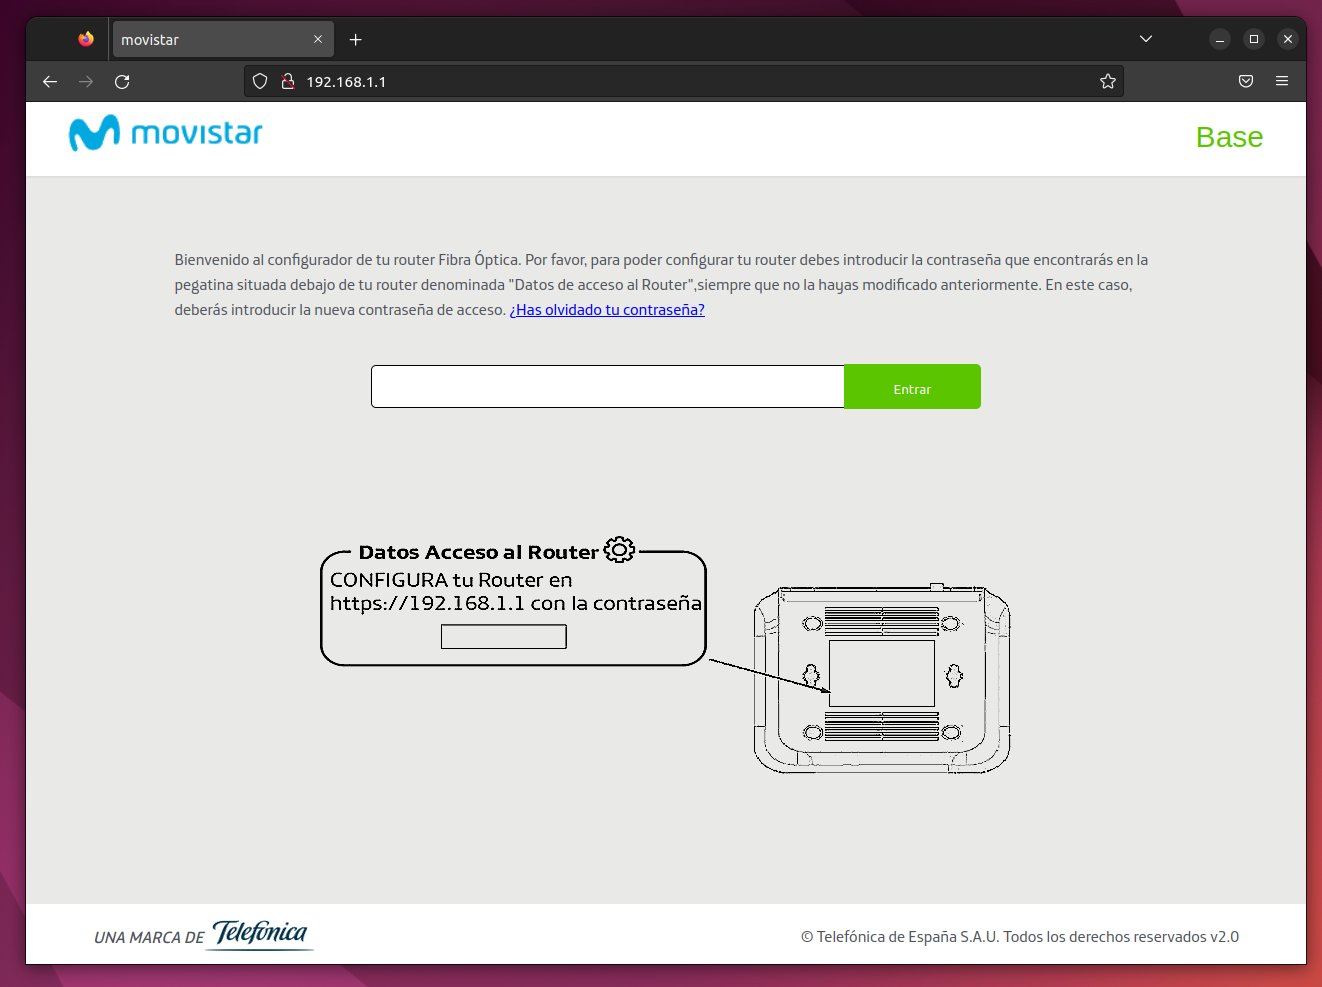 movistar
192.168.1.1
movistar
Base
Bienvenido al configurador de tu router Fibra Óptica. Por favor, para poder configurar tu router debes introducir la contraseña que encontrarás en la
pegatina situada debajo de tu router denominada "Datos de acceso al Router",siempre que no la hayas modificado anteriormente. En este caso,
deberás introducir la nueva contraseña de acceso. ¿Has olvidado tu contraseña?
Entrar
Datos Acceso al Router
CONFIGURA tu Router en
https://192.168.1.1 con la contraseña
UNA MARCA DE Telefónica
© Telefónica de España S.A.U. Todos los derechos reservados v2.0